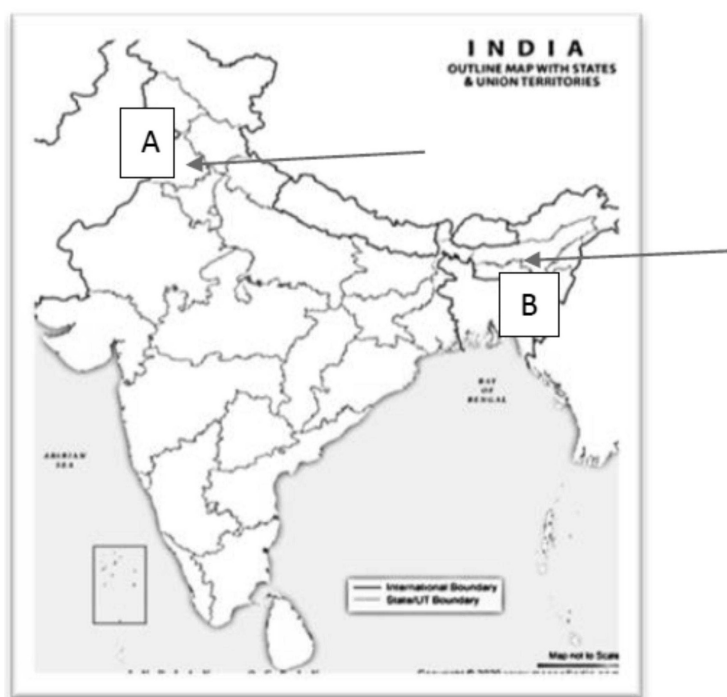 INDIA
OUTLINE MAP WITH STATES
& UNION TERRITORIES
A
B
BAY
OF
BENGAL
ARABIAN
SEA
International Boundary
State/UT Boundary
Map not to Scale